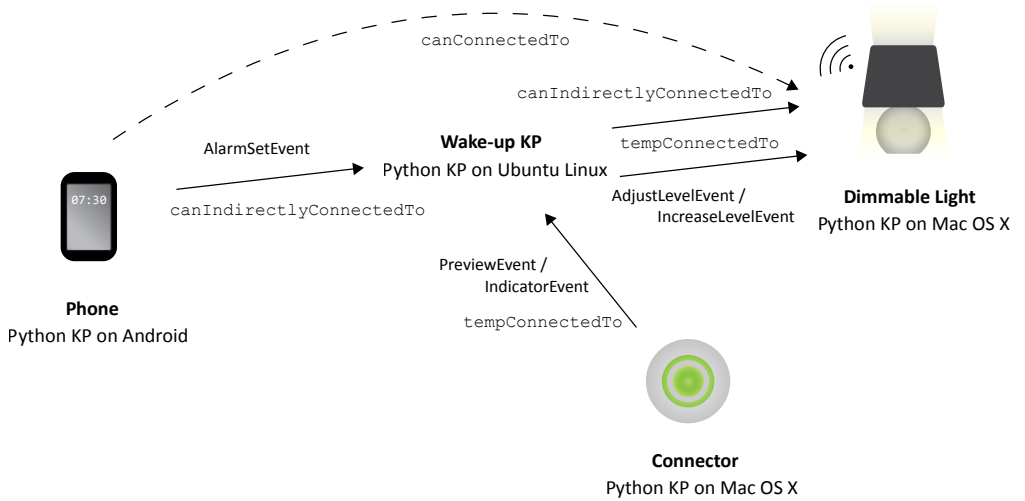 canConnectedTo
canIndirectlyConnectedTo
Wake-up KP
Python KP on Ubuntu Linux
tempConnectedTo
AlarmSetEvent
canIndirectlyConnectedTo
07:30
AdjustLevelEvent /
IncreaseLevelEvent
Dimmable Light
Python KP on Mac OS X
PreviewEvent /
IndicatorEvent
tempConnectedTo
Phone
Python KP on Android
Connector
Python KP on Mac OS X